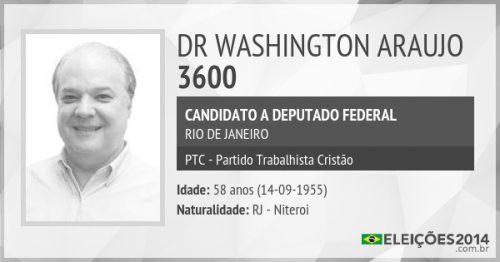 DR WASHINGTON ARAUJO
3600
CANDIDATO A DEPUTADO FEDERAL
RIO DE JANEIRO
PTC - Partido Trabalhista Cristão
Idade: 58 anos (14-09-1955)
Naturalidade: RJ - Niteroi
ELEIÇÕES2014
.com.br